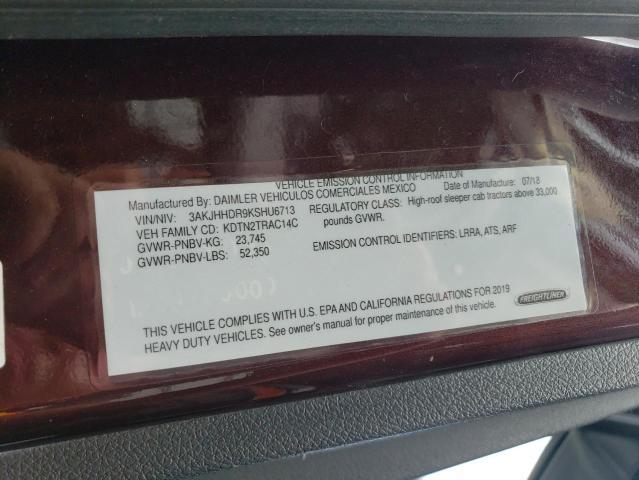 VEHICLE EMISSION CONTROL INFORMATION
Manufactured By: DAIMLER VEHICULOS COMERCIALES MEXICO Date of Manufacture: 07/18
VIN/NIV: 3AKJHHDR9KSHU6713 REGULATORY CLASS: High-roof sleeper cab tractors above 33,000
VEH FAMILY CD: KDTN2TRAC14C pounds GVWR.
GVWR-PNBV-KG: 23,745
GVWR-PNBV-LBS: 52,350 EMISSION CONTROL IDENTIFIERS: LRRA, ATS, ARF
THIS VEHICLE COMPLIES WITH U.S. EPA AND CALIFORNIA REGULATIONS FOR 2019
HEAVY DUTY VEHICLES. See owner's manual for proper maintenance of this vehicle.
FREIGHTLINER